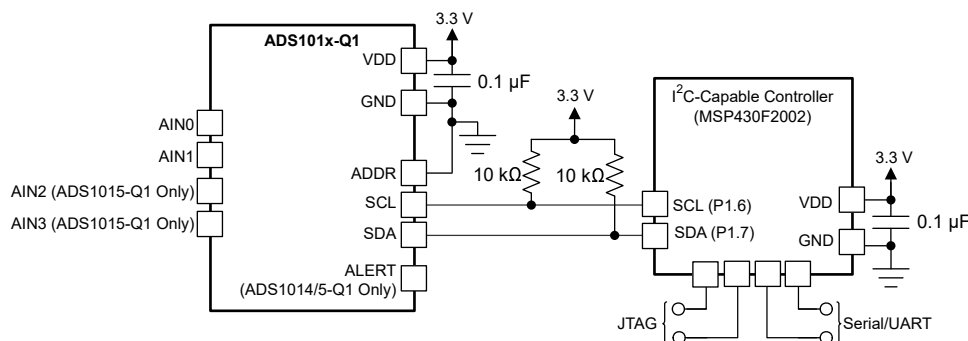 3.3 V
ADS101x-Q1
VDD
0.1 µF
GND
AIN0
AIN1
AIN2 (ADS1015-Q1 Only)
AIN3 (ADS1015-Q1 Only)
ADDR
SCL
SDA
ALERT
(ADS1014/5-Q1 Only)
3.3 V
10 kΩ
10 kΩ
I²C-Capable Controller
(MSP430F2002)
3.3 V
SCL (P1.6)
SDA (P1.7)
VDD
0.1 µF
GND
JTAG
Serial/UART